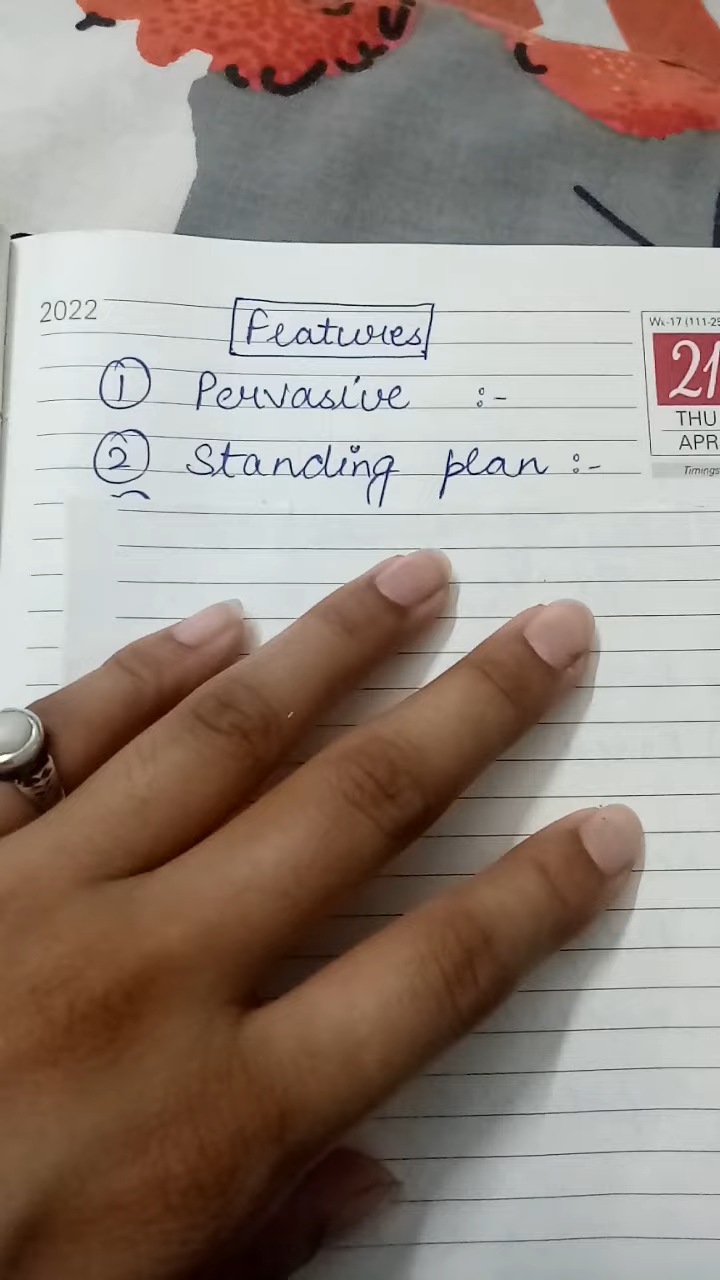 2022
Features
Wk-17 (111-25
21
THU
APR
① Pervasive :-
② Standing plan :-
Timings